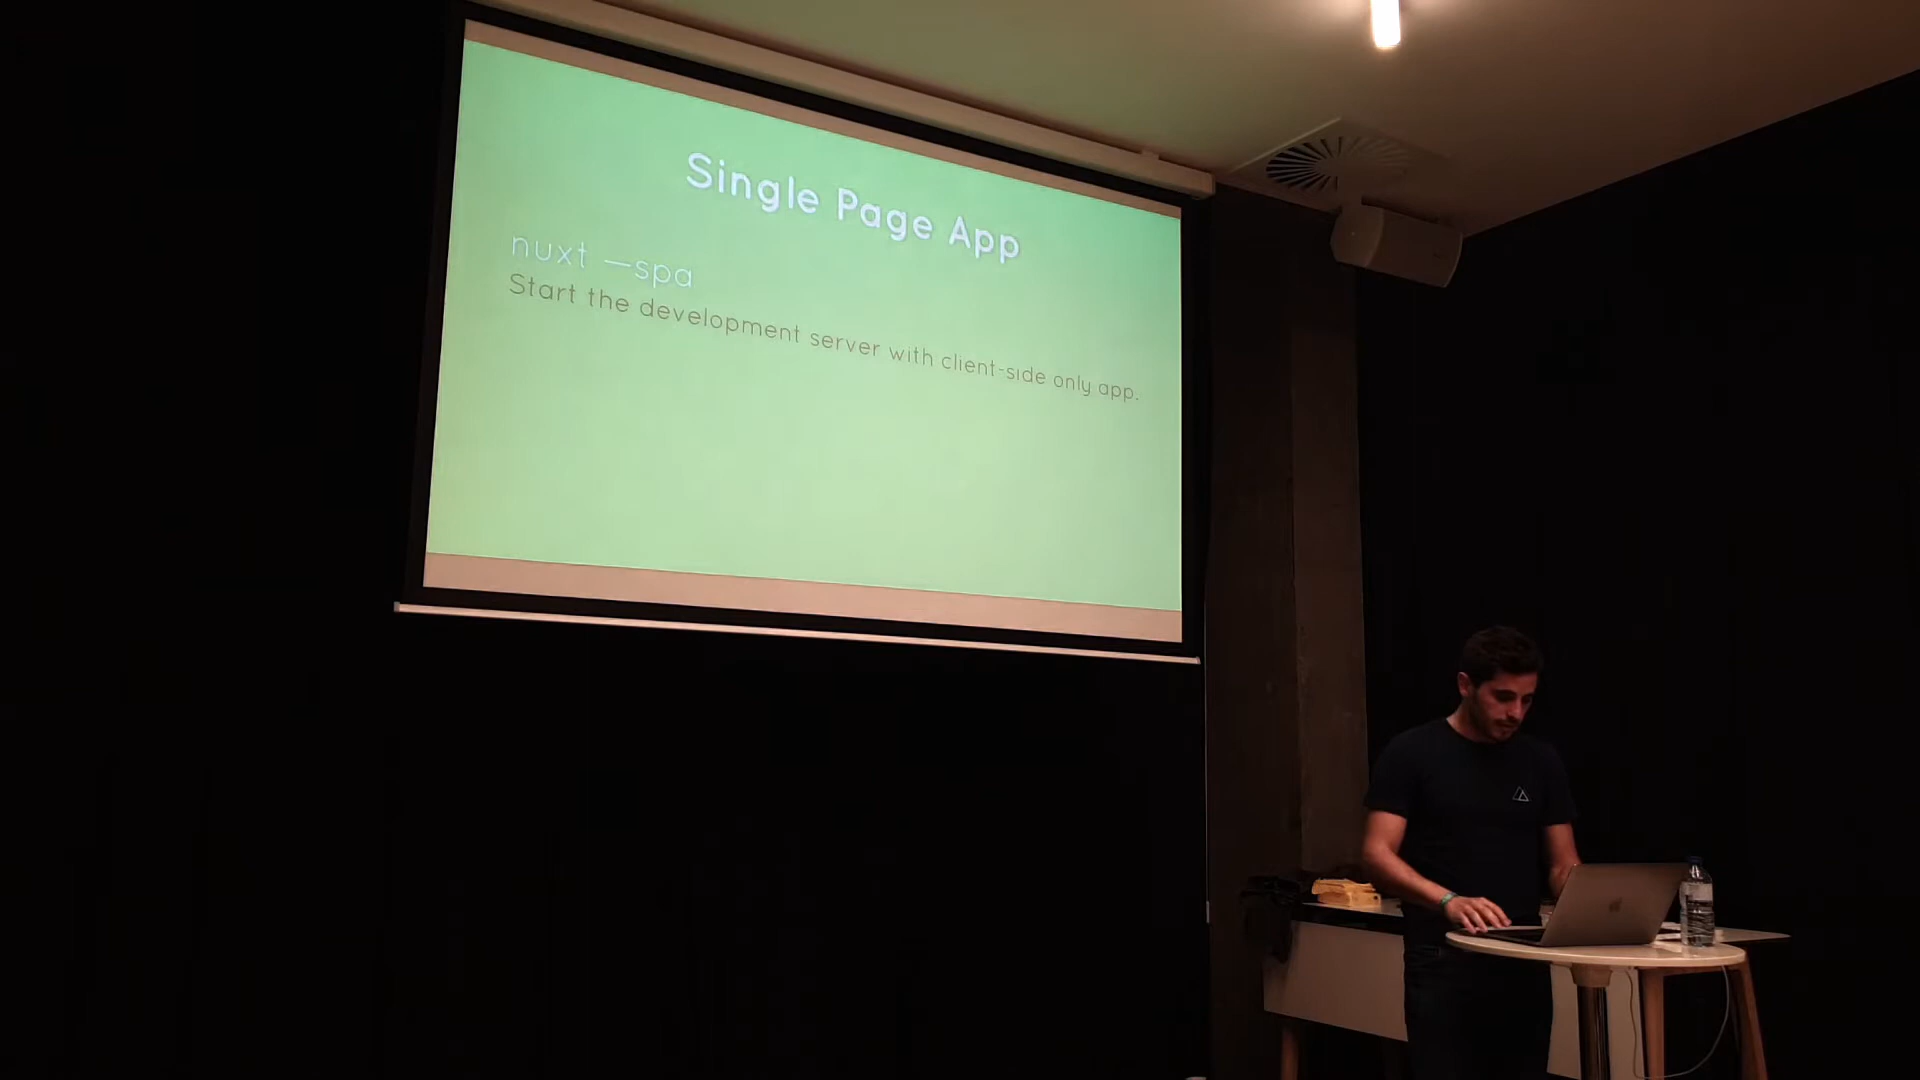 Single Page App
nuxt —spa
Start the development server with client-side only app.